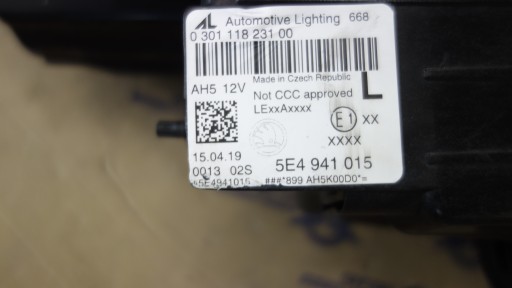 AL Automotive Lighting 668
0 301 118 231 00
Made in Czech Republic
AH5 12V
Not CCC approved
L
LExxAxxxx
E1 xx
xxxx
15.04.19
5E4 941 015
0013 02S
###*899 AH5K00D0*=